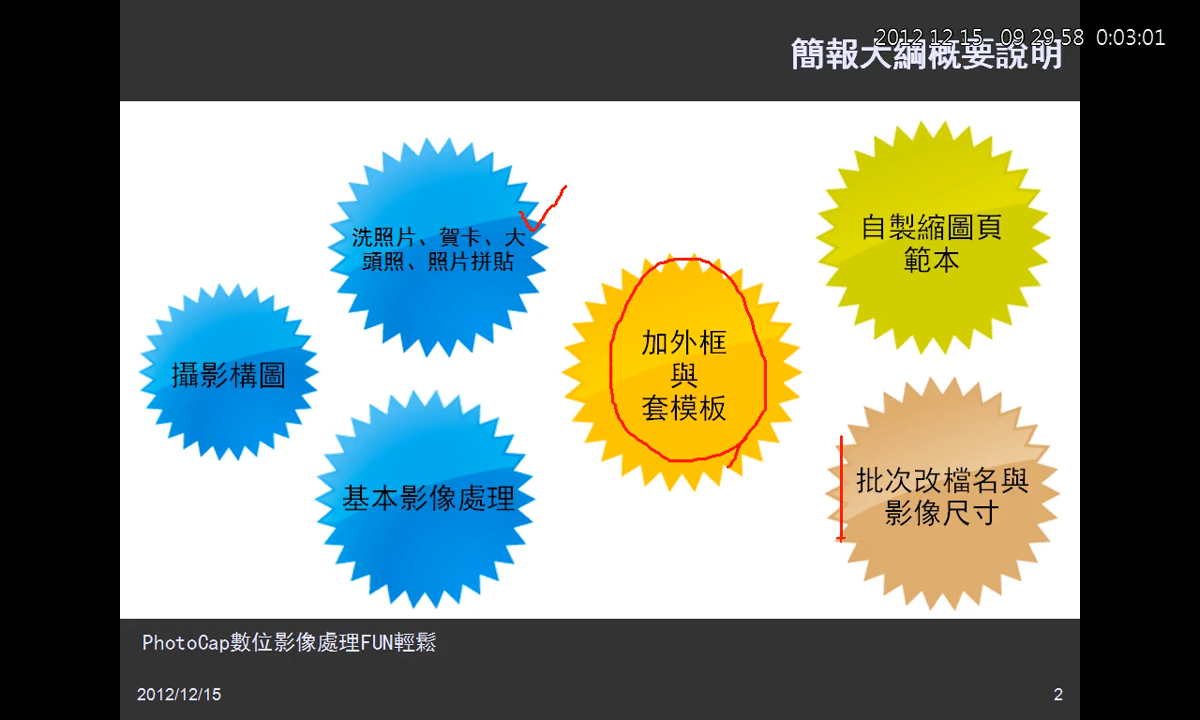 2012 12 15 09 29 58 0:03:01
簡報大綱概要說明
洗照片、賀卡、大
頭照、照片拼貼
自製縮圖頁
範本
加外框
與
套模板
攝影構圖
基本影像處理
批次改檔名與
影像尺寸
PhotoCap數位影像處理FUN輕鬆
2012/12/15
2